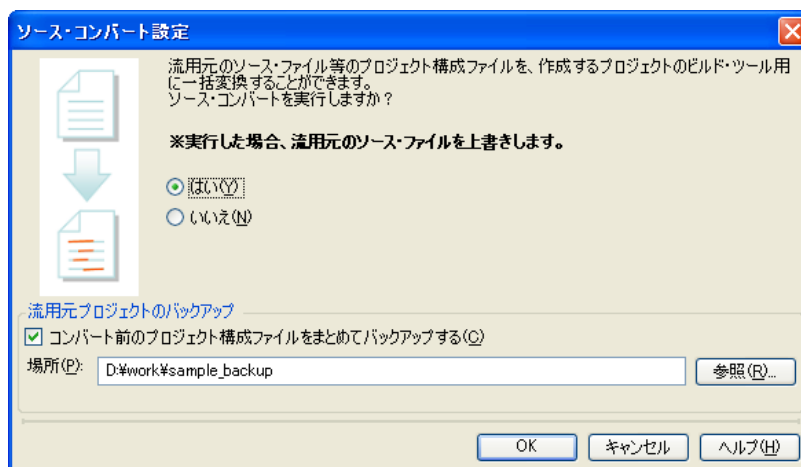 ソース・コンバート設定
流用元のソース・ファイル等のプロジェクト構成ファイルを、作成するプロジェクトのビルド・ツール用
に一括変換することができます。
ソース・コンバートを実行しますか？
※実行した場合、流用元のソース・ファイルを上書きします。
はい(Y)
いいえ(N)
流用元プロジェクトのバックアップ
コンバート前のプロジェクト構成ファイルをまとめてバックアップする(C)
場所(P): D:¥work¥sample_backup 参照(R)...
OK キャンセル ヘルプ(H)